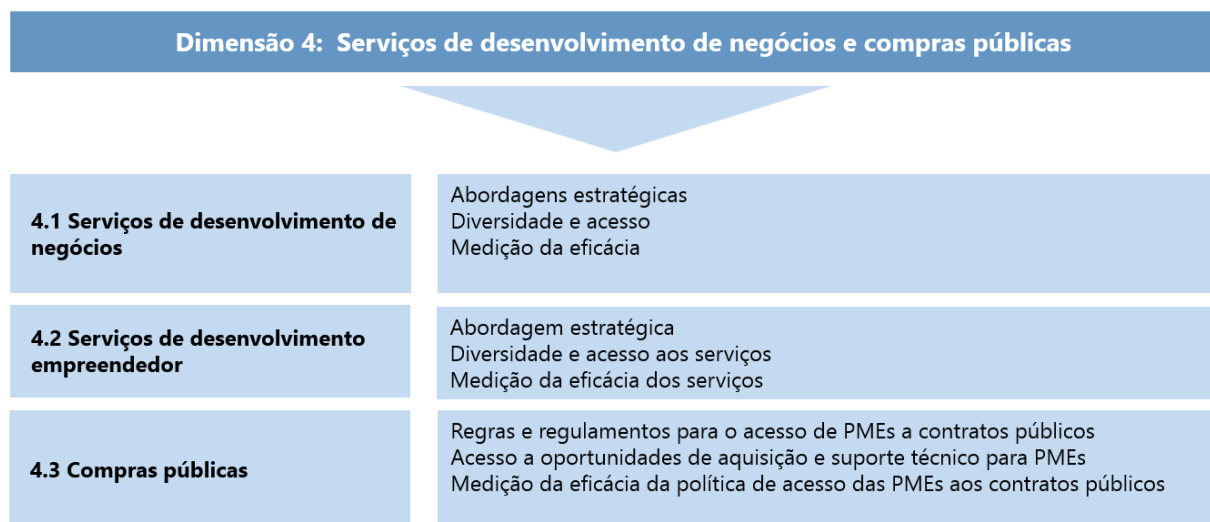 Dimensão 4: Serviços de desenvolvimento de negócios e compras públicas
4.1 Serviços de desenvolvimento de
negócios
Abordagens estratégicas
Diversidade e acesso
Medição da eficácia
4.2 Serviços de desenvolvimento
empreendedor
Abordagem estratégica
Diversidade e acesso aos serviços
Medição da eficácia dos serviços
4.3 Compras públicas
Regras e regulamentos para o acesso de PMEs a contratos públicos
Acesso a oportunidades de aquisição e suporte técnico para PMEs
Medição da eficácia da política de acesso das PMEs aos contratos públicos